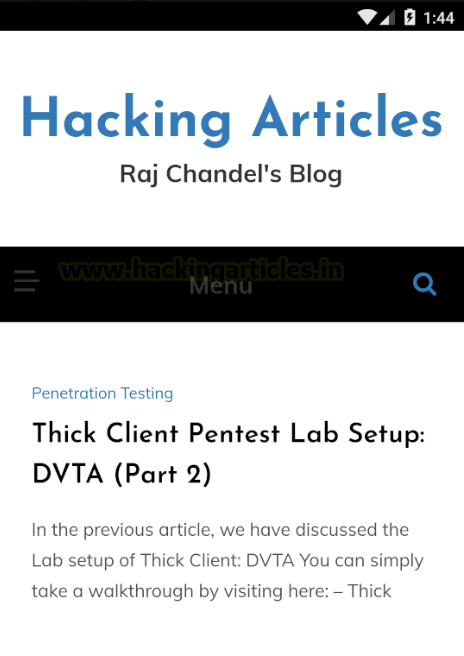 1:44
Hacking Articles
Raj Chandel's Blog
www.hackingarticles.in
Menu
Penetration Testing
Thick Client Pentest Lab Setup:
DVTA (Part 2)
In the previous article, we have discussed the
Lab setup of Thick Client: DVTA You can simply
take a walkthrough by visiting here: – Thick